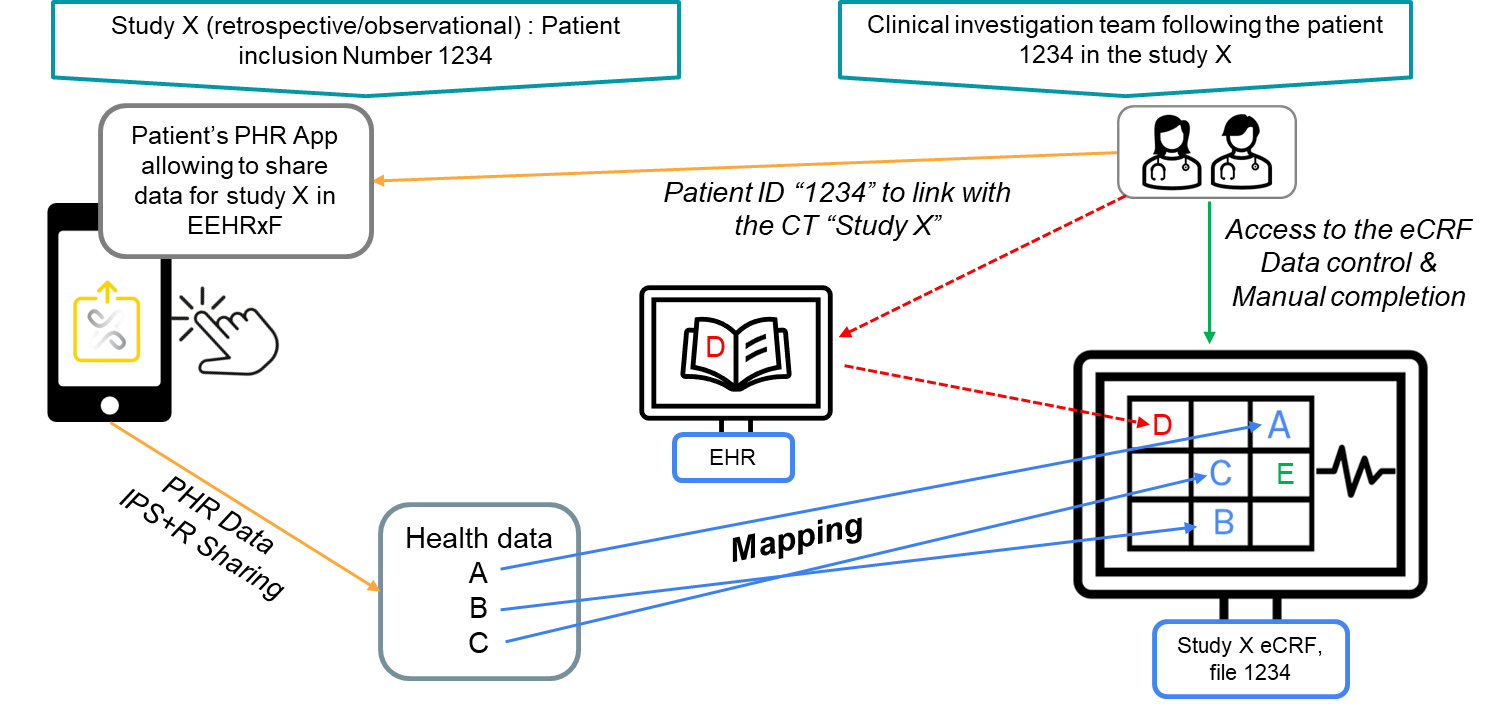 Study X (retrospective/observational) : Patient
inclusion Number 1234
Clinical investigation team following the patient
1234 in the study X
Patient's PHR App
allowing to share
data for study X in
EEHRxF
Patient ID “1234” to link with
the CT “Study X”
Access to the eCRF
Data control &
Manual completion
D
EHR
D
A
C
E
B
PHR Data
IPS+R Sharing
Health data
A
B
C
Mapping
Study X eCRF,
file 1234